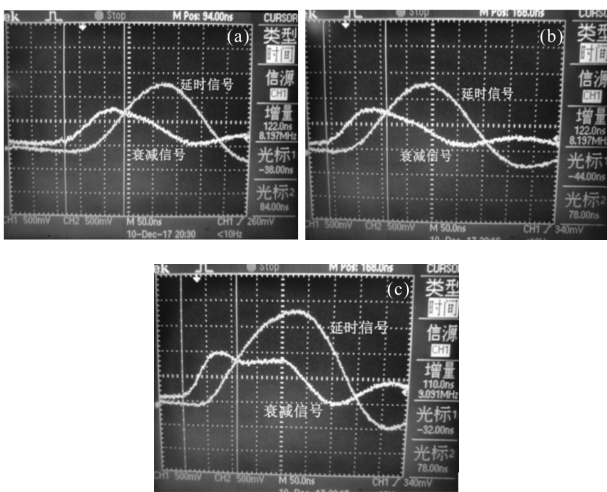 ek Stop M Pos: 94.00ns CURSOR
(a)
类型
时间
延时信号
信源
CH1
增量
122.0ns
8.197MHz
衰减信号
光标1
-38.00ns
光标2
84.00ns
CH1 500mV CH2 500mV M 50.0ns CH1 260mV
10-Dec-17 20:30 <10Hz
ek Stop M Pos: 168.0ns CURSOR
(b)
类型
时间
延时信号
信源
CH1
增量
122.0ns
8.197MHz
衰减信号
光标1
-44.00ns
光标2
78.00ns
CH1 500mV CH2 500mV M 50.0ns CH1 340mV
ek Stop M Pos: 168.0ns CURSO
(c)
类型
时间
延时信号
信源
CH1
增量
110.0ns
9.091MHz
衰减信号
光标1
-32.00ns
光标2
78.00ns
CH1 500mV CH2 500mV M 50.0ns CH1 340mV